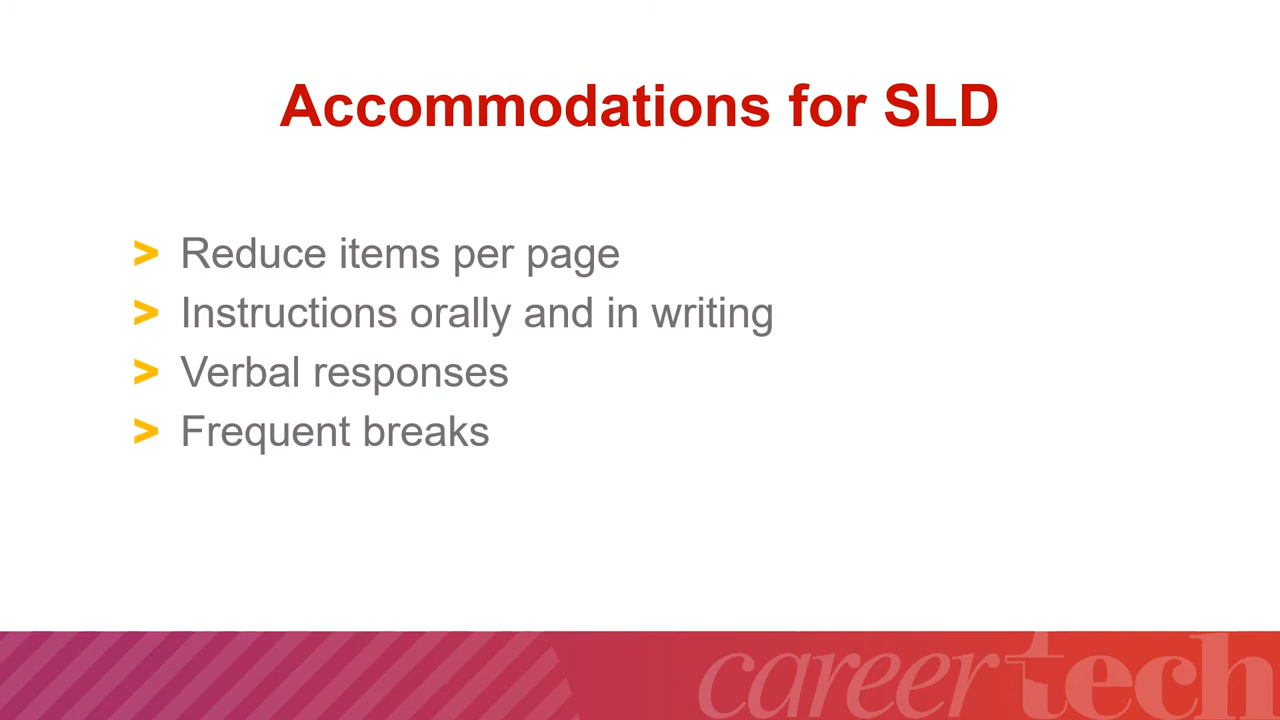 Accommodations for SLD
> Reduce items per page
> Instructions orally and in writing
> Verbal responses
> Frequent breaks
careertech